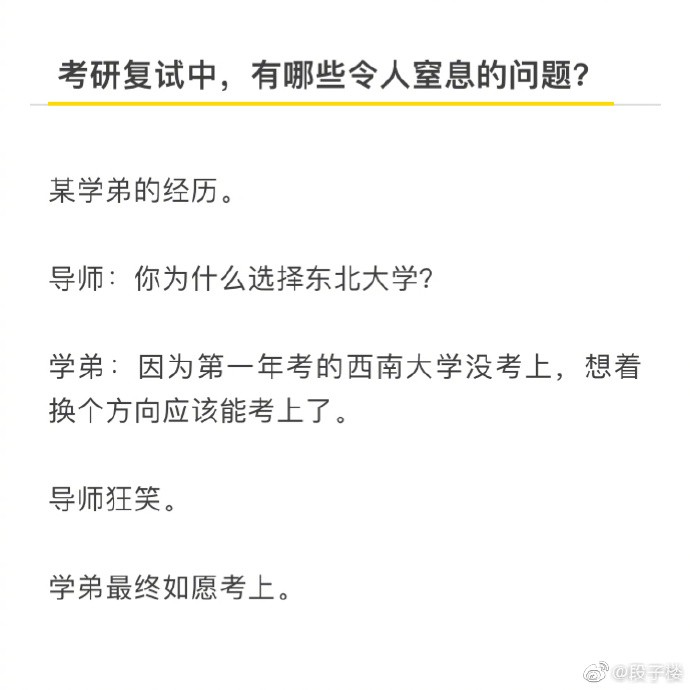 考研复试中，有哪些令人窒息的问题？
某学弟的经历。
导师：你为什么选择东北大学？
学弟：因为第一年考的西南大学没考上，想着
换个方向应该能考上了。
导师狂笑。
学弟最终如愿考上。
@段子楼